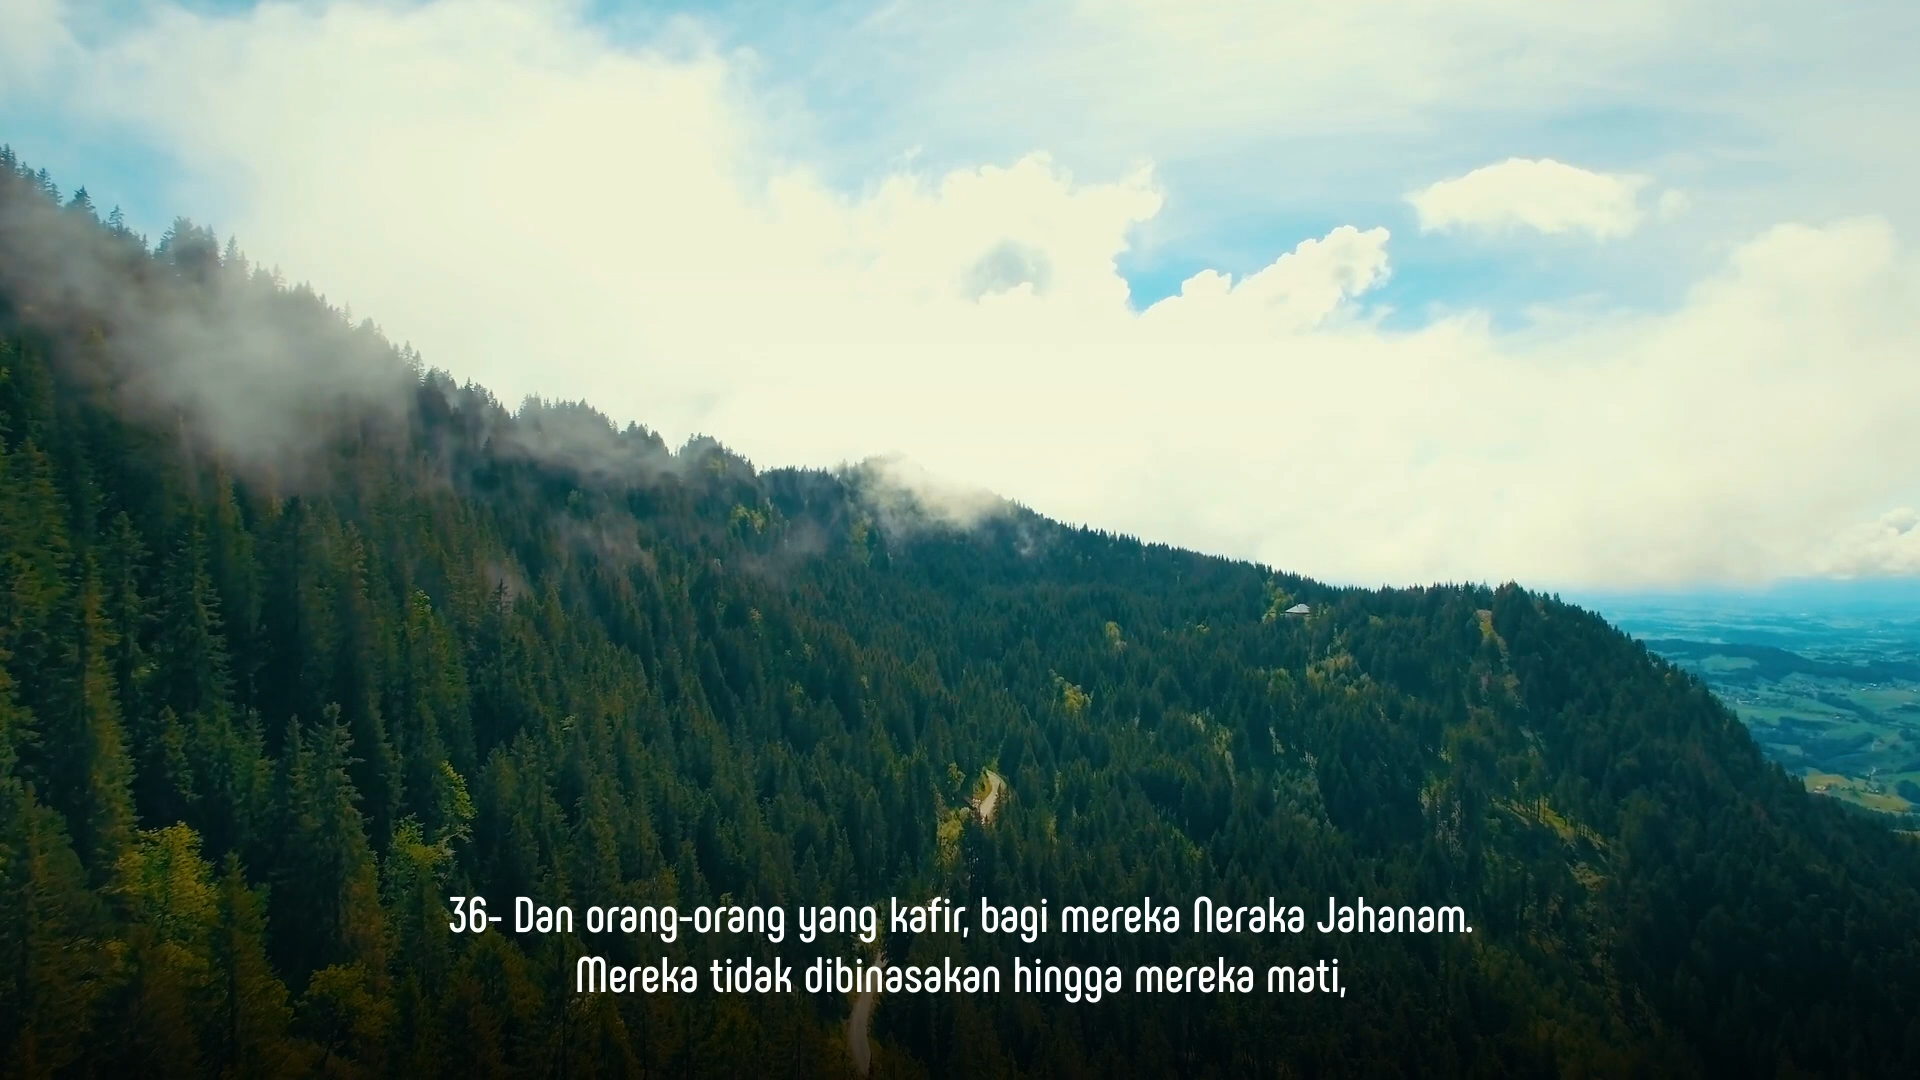 36- Dan orang-orang yang kafir, bagi mereka Neraka Jahanam.
Mereka tidak dibinasakan hingga mereka mati,